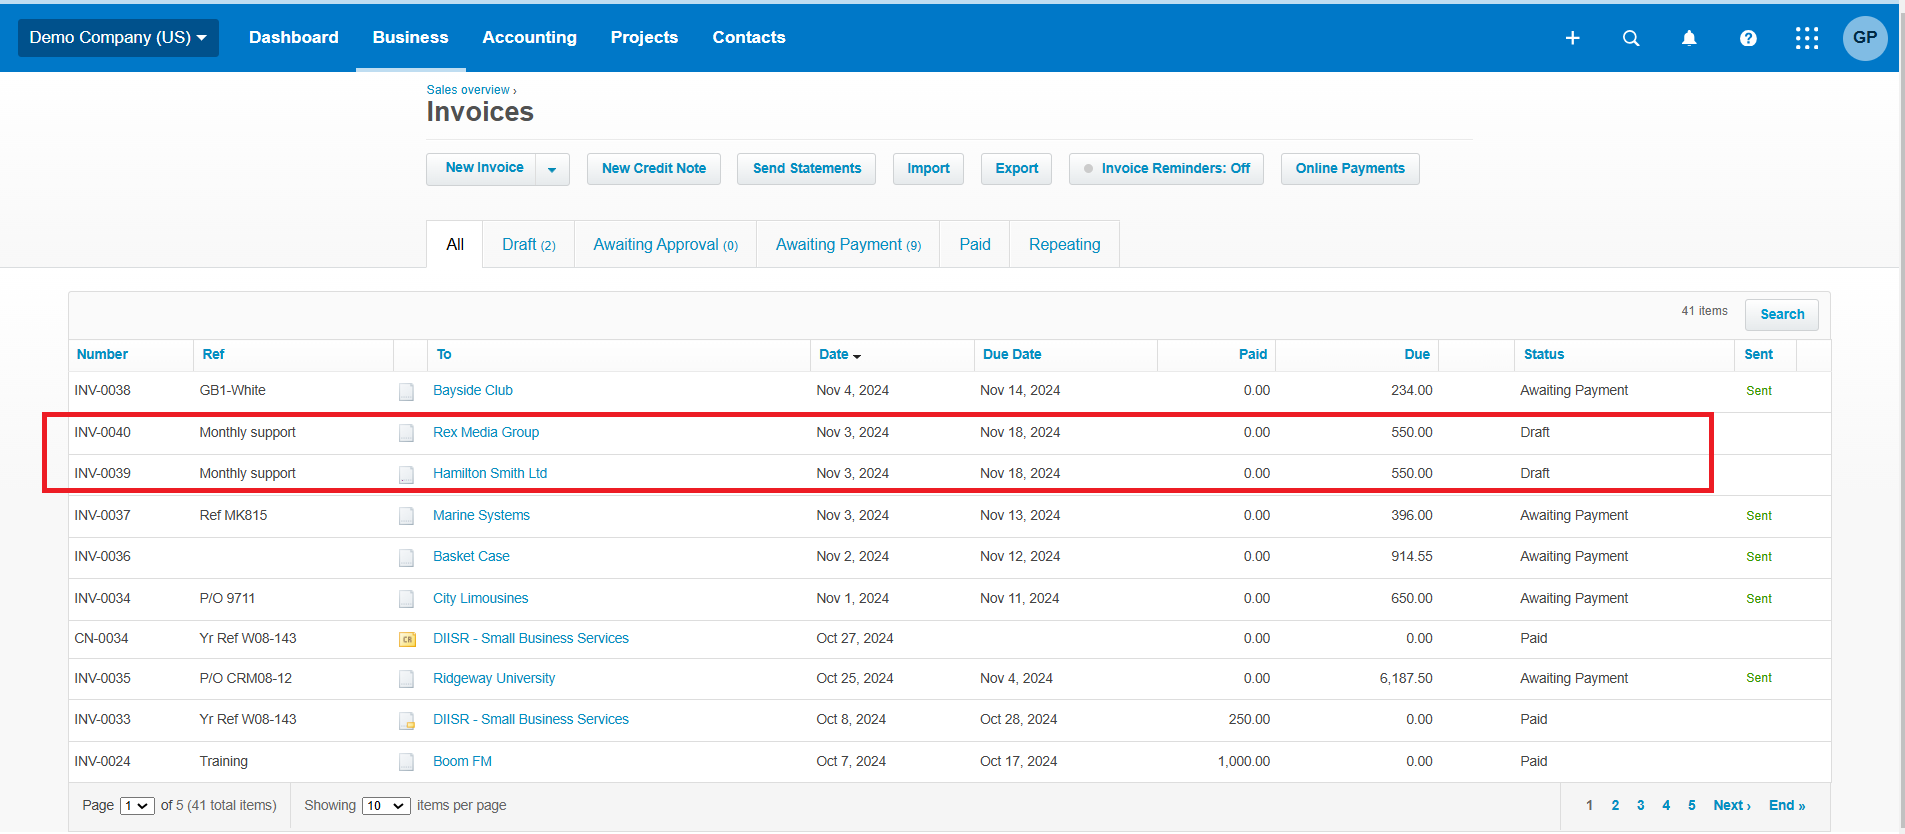 Demo Company (US) Dashboard Business Accounting Projects Contacts GP
Sales overview ›
Invoices
New Invoice New Credit Note Send Statements Import Export Invoice Reminders: Off Online Payments
All Draft (2) Awaiting Approval (0) Awaiting Payment (9) Paid Repeating
41 items Search
Number Ref To Date Due Date Paid Due Status Sent
INV-0038 GB1-White Bayside Club Nov 4, 2024 Nov 14, 2024 0.00 234.00 Awaiting Payment Sent
INV-0040 Monthly support Rex Media Group Nov 3, 2024 Nov 18, 2024 0.00 550.00 Draft
INV-0039 Monthly support Hamilton Smith Ltd Nov 3, 2024 Nov 18, 2024 0.00 550.00 Draft
INV-0037 Ref MK815 Marine Systems Nov 3, 2024 Nov 13, 2024 0.00 396.00 Awaiting Payment Sent
INV-0036 Basket Case Nov 2, 2024 Nov 12, 2024 0.00 914.55 Awaiting Payment Sent
INV-0034 P/O 9711 City Limousines Nov 1, 2024 Nov 11, 2024 0.00 650.00 Awaiting Payment Sent
CN-0034 Yr Ref W08-143 CR DIISR - Small Business Services Oct 27, 2024 0.00 0.00 Paid
INV-0035 P/O CRM08-12 Ridgeway University Oct 25, 2024 Nov 4, 2024 0.00 6,187.50 Awaiting Payment Sent
INV-0033 Yr Ref W08-143 DIISR - Small Business Services Oct 8, 2024 Oct 28, 2024 250.00 0.00 Paid
INV-0024 Training Boom FM Oct 7, 2024 Oct 17, 2024 1,000.00 0.00 Paid
Page 1 of 5 (41 total items) Showing 10 items per page 1 2 3 4 5 Next › End »